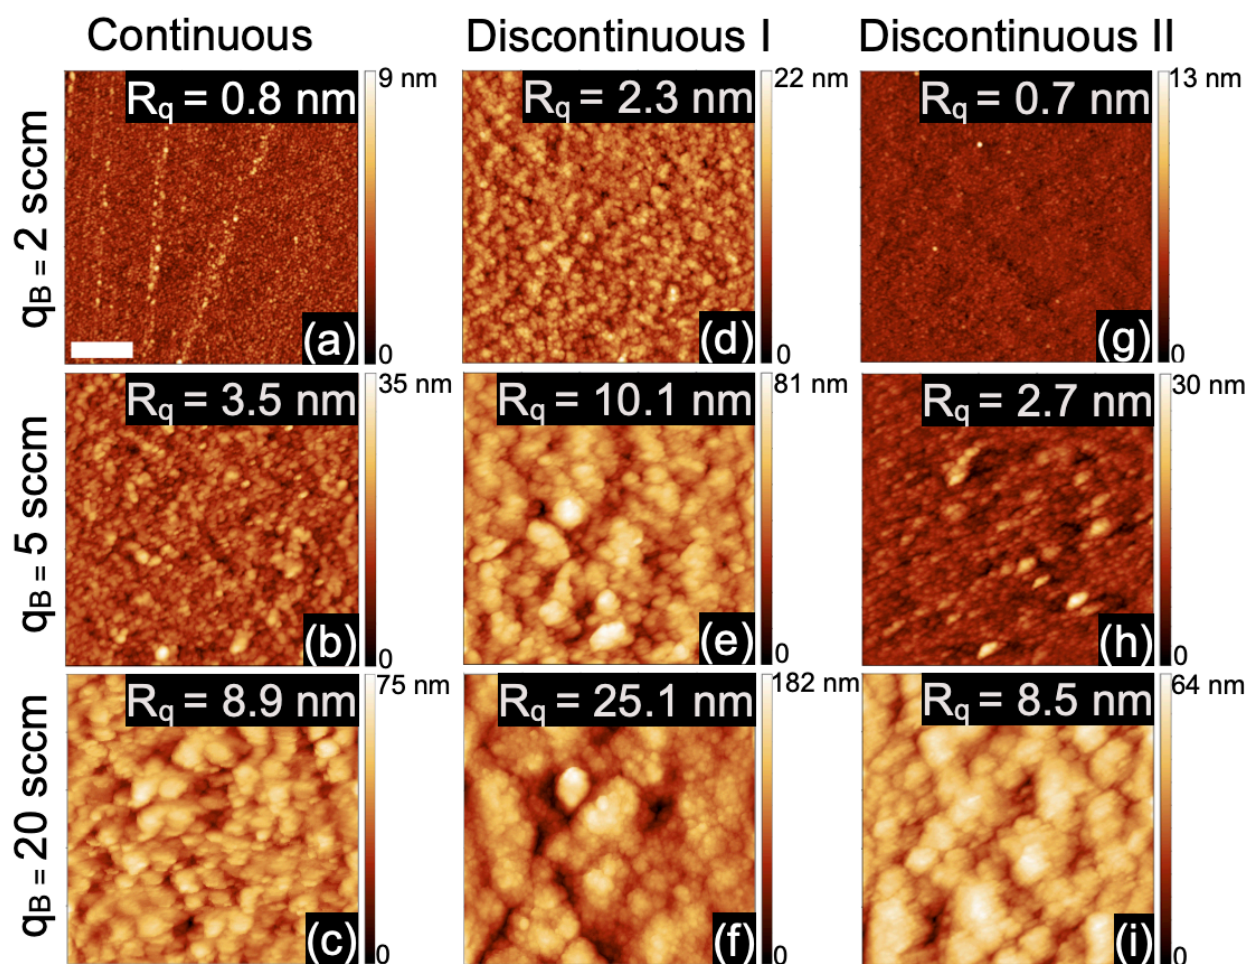 Continuous
Discontinuous I
Discontinuous II
qB = 2 sccm
Rq = 0.8 nm
9 nm
0
(a)
Rq = 2.3 nm
22 nm
0
(d)
Rq = 0.7 nm
13 nm
0
(g)
qB = 5 sccm
Rq = 3.5 nm
35 nm
0
(b)
Rq = 10.1 nm
81 nm
0
(e)
Rq = 2.7 nm
30 nm
0
(h)
qB = 20 sccm
Rq = 8.9 nm
75 nm
0
(c)
Rq = 25.1 nm
182 nm
0
(f)
Rq = 8.5 nm
64 nm
0
(i)